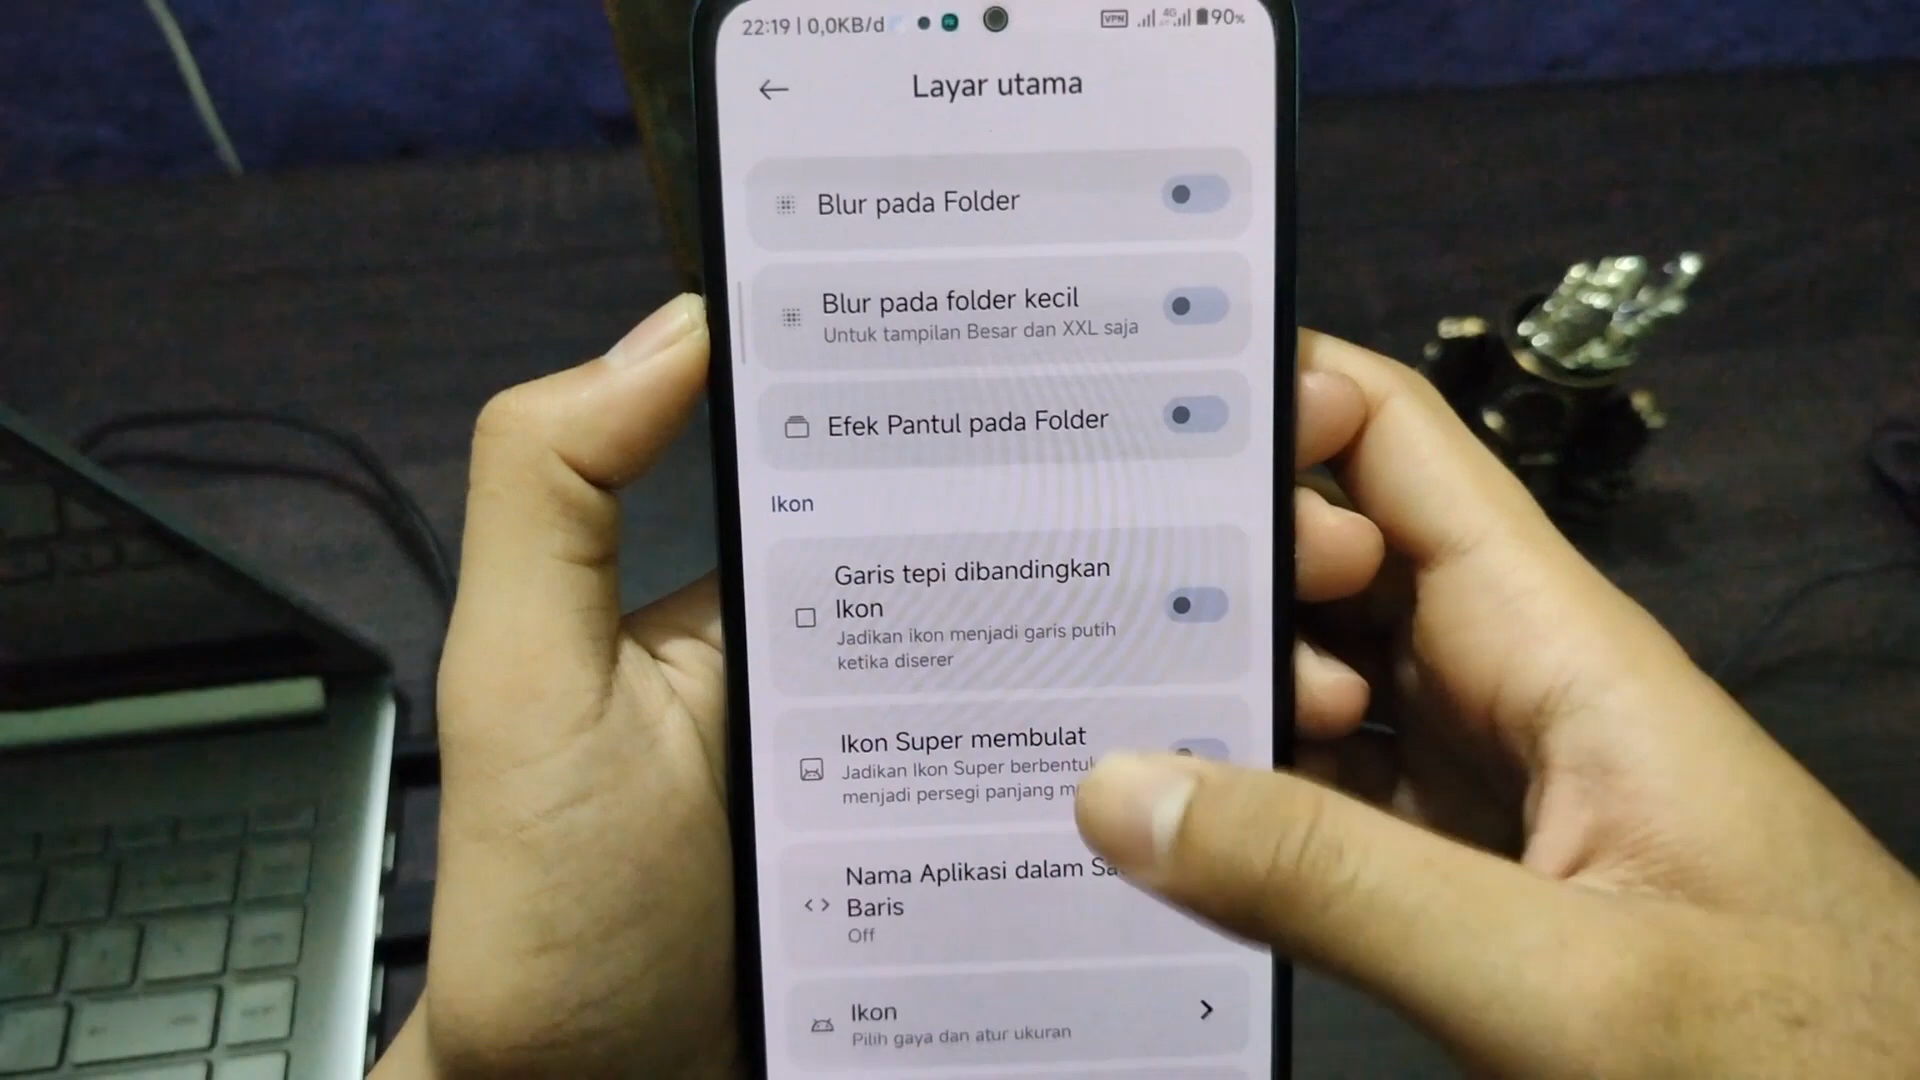 22:19 | 0,0KB/d
VPN 4G 90%
Layar utama
Blur pada Folder
Blur pada folder kecil
Untuk tampilan Besar dan XXL saja
Efek Pantul pada Folder
Ikon
Garis tepi dibandingkan
Ikon
Jadikan ikon menjadi garis putih
ketika diserer
Ikon Super membulat
Jadikan Ikon Super berbentuk
menjadi persegi panjang
Nama Aplikasi dalam
Baris
Off
Ikon
Pilih gaya dan atur ukuran